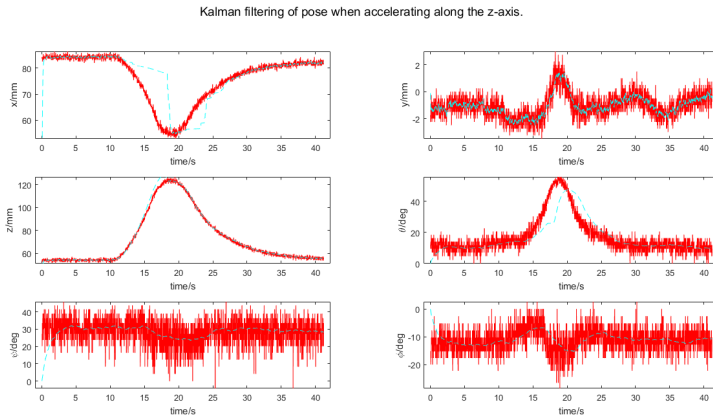 Kalman filtering of pose when accelerating along the z-axis.
x/mm
80
70
60
0 5 10 15 20 25 30 35 40
time/s
y/mm
2
0
-2
0 5 10 15 20 25 30 35 40
time/s
z/mm
120
100
80
60
0 5 10 15 20 25 30 35 40
time/s
θ/deg
40
20
0
0 5 10 15 20 25 30 35 40
time/s
ψ/deg
40
30
20
10
0
0 5 10 15 20 25 30 35 40
time/s
ϕ/deg
0
-10
-20
0 5 10 15 20 25 30 35 40
time/s